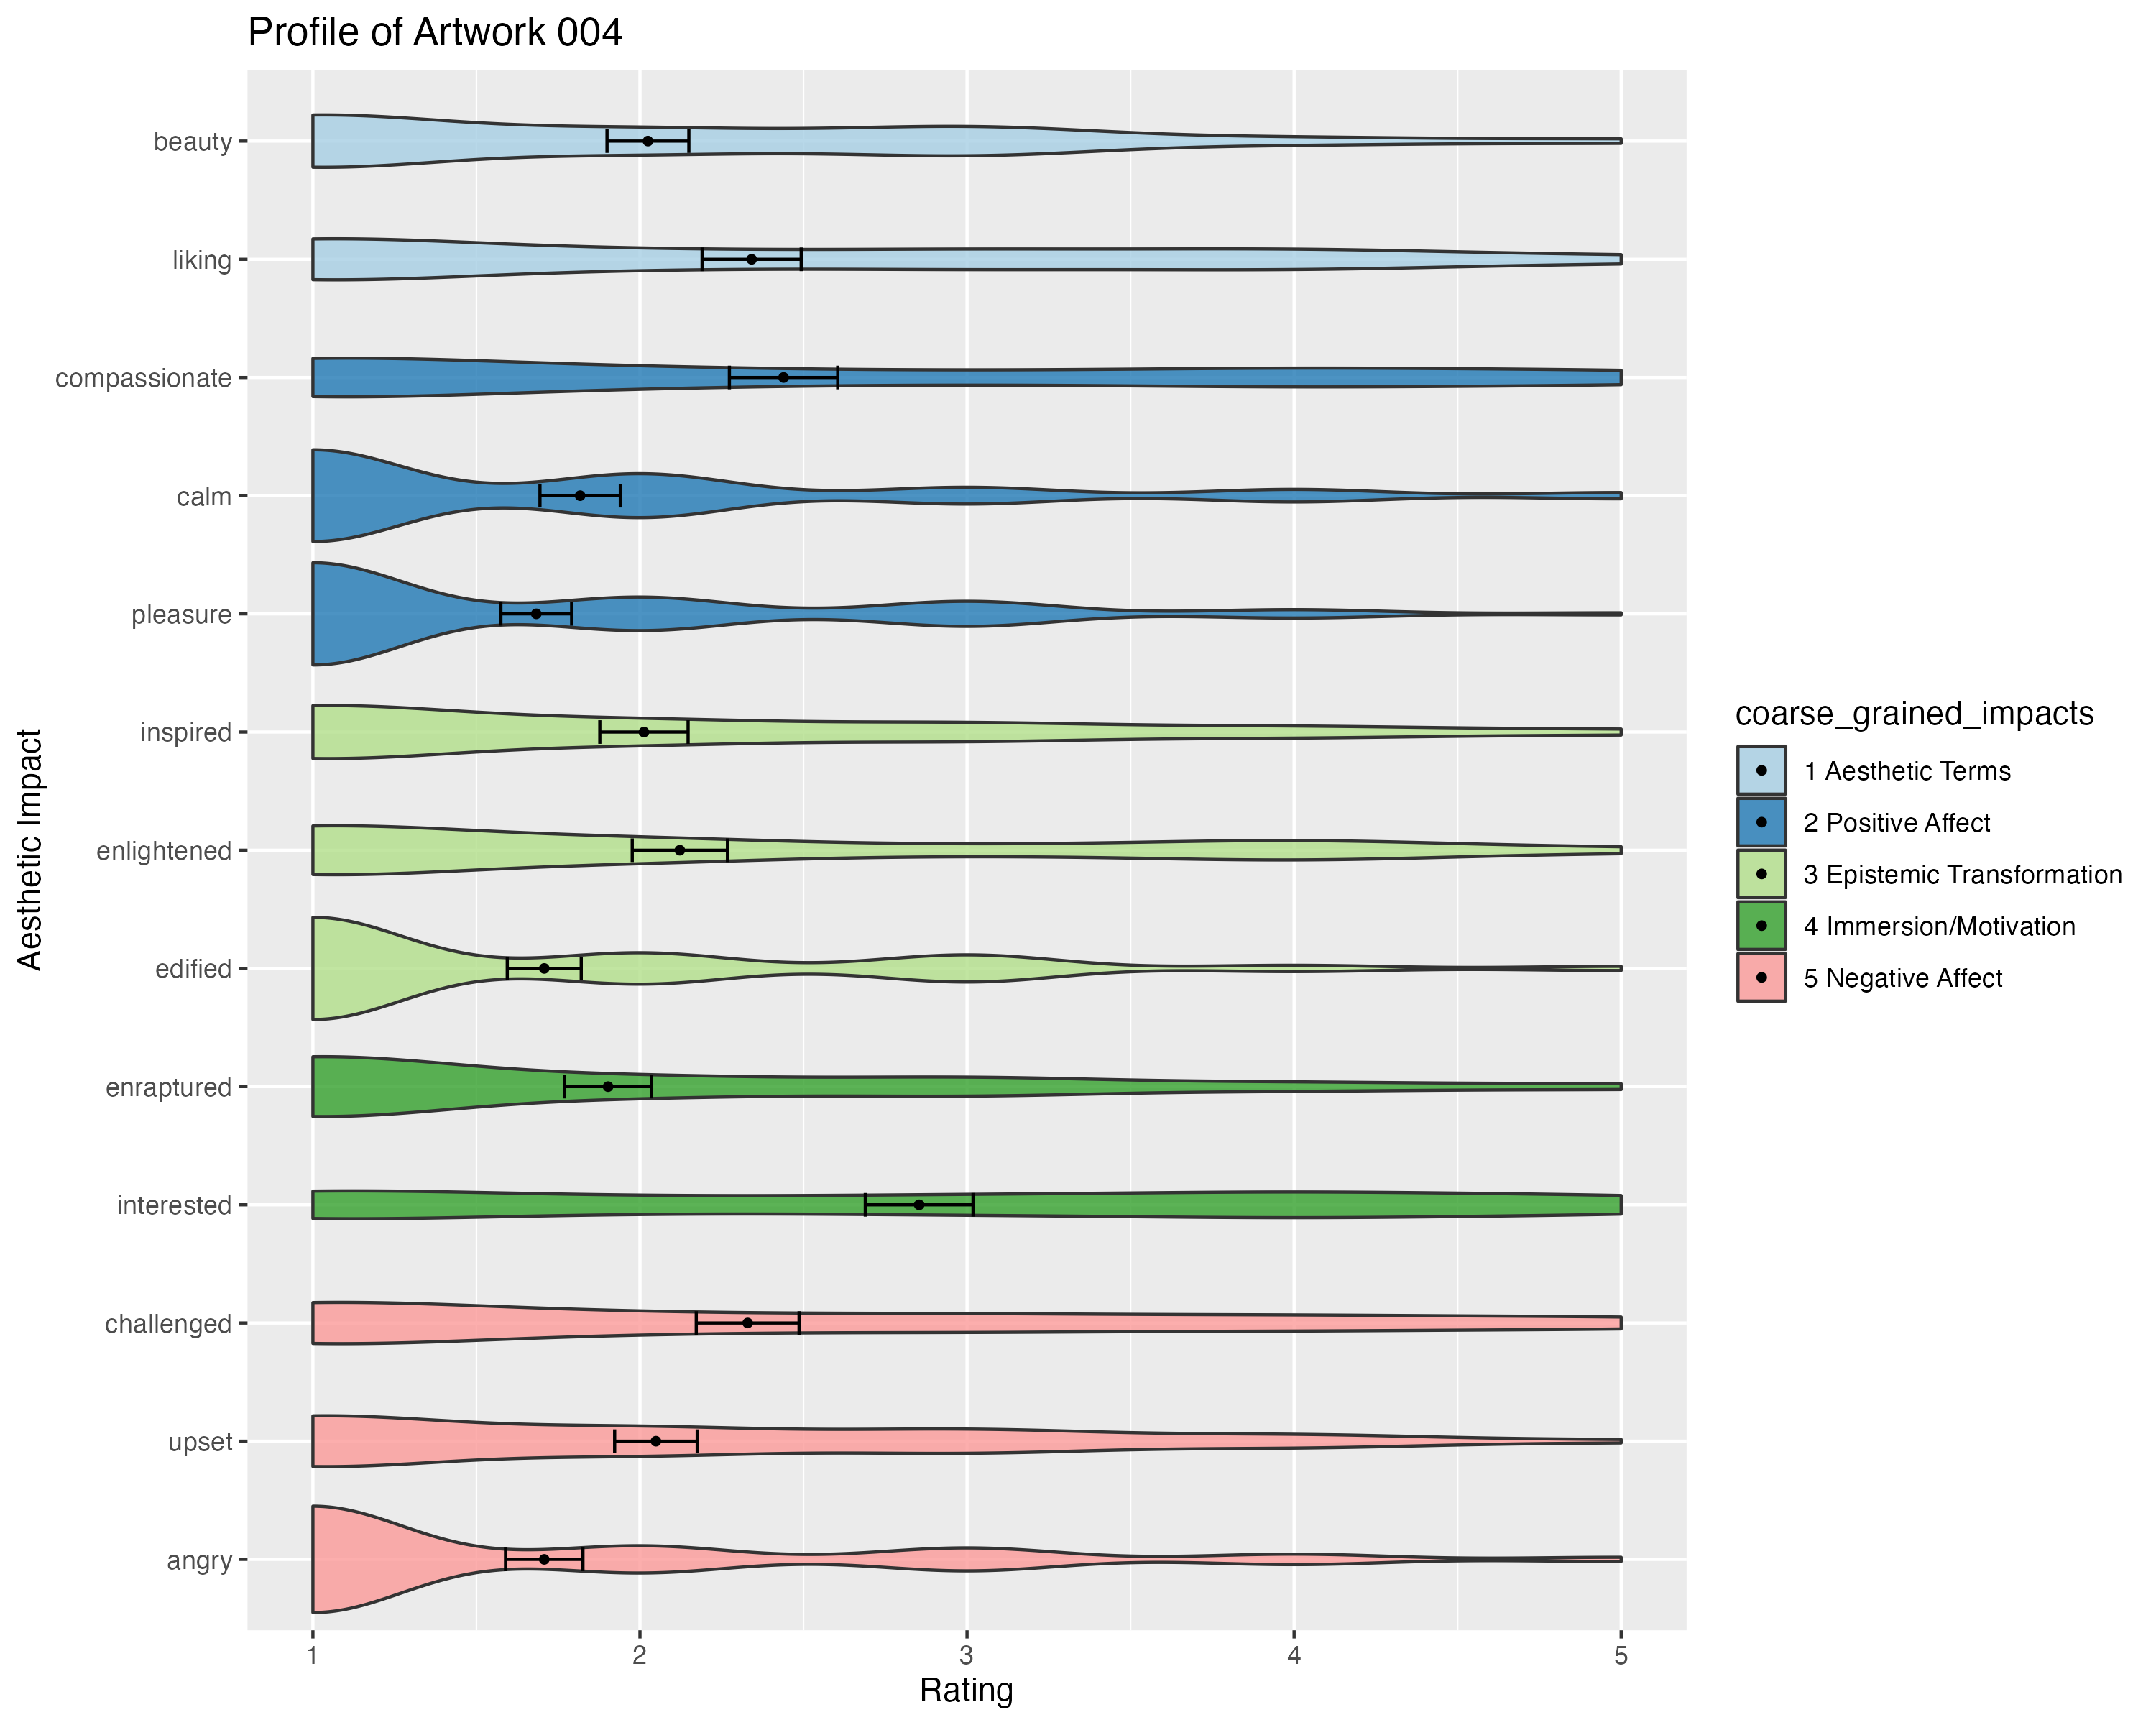 Profile of Artwork 004
Aesthetic Impact
beauty
liking
compassionate
calm
pleasure
inspired
enlightened
edified
enraptured
interested
challenged
upset
angry
1 2 3 4 5
Rating
coarse_grained_impacts
1 Aesthetic Terms
2 Positive Affect
3 Epistemic Transformation
4 Immersion/Motivation
5 Negative Affect